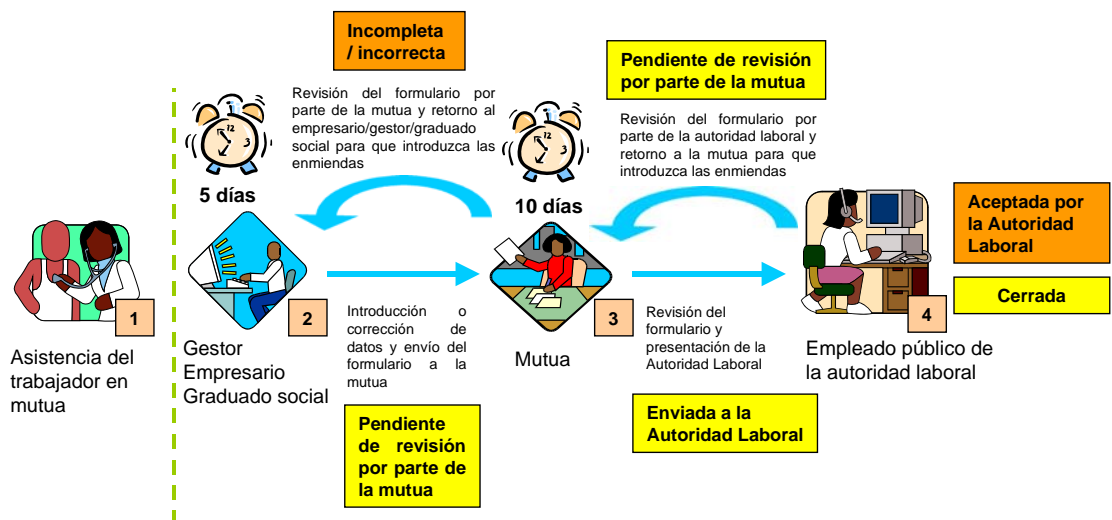 Incompleta
/ incorrecta
Pendiente de revisión
por parte de la mutua
Revisión del formulario por
parte de la mutua y retorno al
empresario/gestor/graduado
social para que introduzca las
enmiendas
Revisión del formulario por
parte de la autoridad laboral y
retorno a la mutua para que
introduzca las enmiendas
12
3
12
3
5 días
10 días
Aceptada por
la Autoridad
Laboral
Cerrada
1
2
3
4
Asistencia del
trabajador en
mutua
Gestor
Empresario
Graduado social
Introducción o
corrección de
datos y envío del
formulario a la
mutua
Mutua
Revisión del
formulario y
presentación de la
Autoridad Laboral
Empleado público de
la autoridad laboral
Pendiente
de revisión
por parte de
la mutua
Enviada a la
Autoridad Laboral